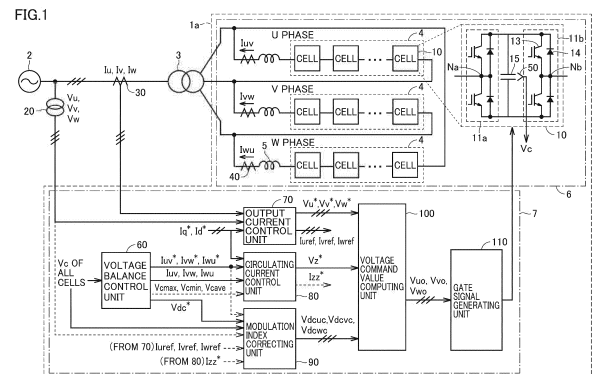 FIG.1
1a
U PHASE
4
10
Iuv
CELL CELL CELL
V PHASE
4
Ivw
CELL CELL CELL
W PHASE
4
Iwu
5
40
CELL CELL CELL
13
11b
14
15
50
Na
Nb
11a
10
Vc
6
2
3
Iu, Iv, Iw
30
20
Vu,
Vv,
Vw
7
70
OUTPUT
CURRENT
CONTROL
UNIT
Iq*, Id*
Vu*,Vv*,Vw*
Iuref, Ivref, Iwref
60
Vc OF
ALL
CELLS
VOLTAGE
BALANCE
CONTROL
UNIT
Iuv*, Ivw*, Iwu*
Iuv, Ivw, Iwu
Vcmax, Vcmin, Vcave
Vdc*
CIRCULATING
CURRENT
CONTROL
UNIT
80
Vz*
Izz*
MODULATION
INDEX
CORRECTING
UNIT
90
(FROM 70)Iuref, Ivref, Iwref
(FROM 80)Izz*
Vdcuc,Vdcvc,
Vdcwc
100
VOLTAGE
COMMAND
VALUE
COMPUTING
UNIT
Vuo, Vvo,
Vwo
110
GATE
SIGNAL
GENERATING
UNIT